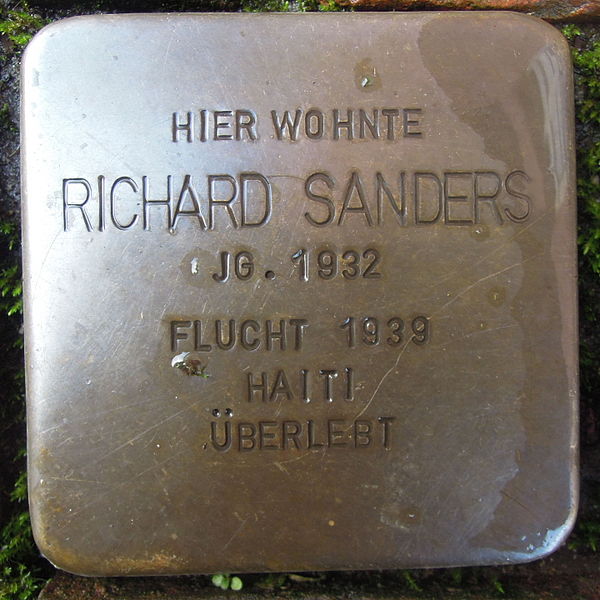 HIER WOHNTE
RICHARD SANDERS
JG. 1932
FLUCHT 1939
HAITI
ÜBERLEBT